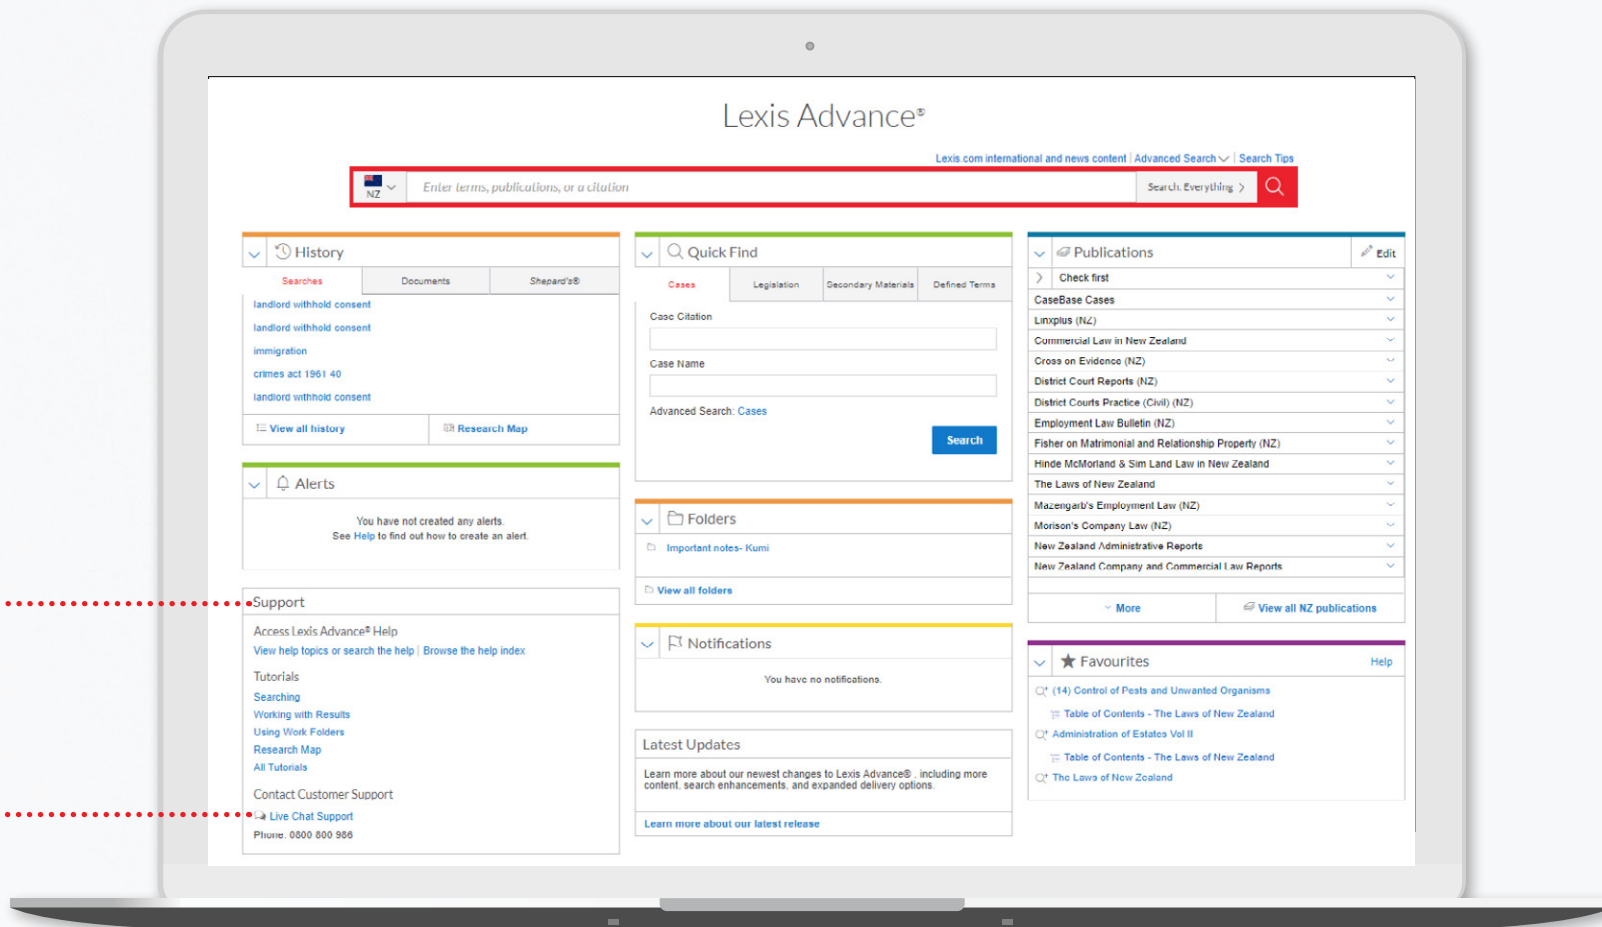 Lexis Advance®
Lexis.com international and news content | Advanced Search | Search Tips
NZ
Enter terms, publications, or a citation
Search: Everything >
History
Searches
Documents
Shepard's®
landlord withhold consent
landlord withhold consent
immigration
crimes act 1961 40
landlord withhold consent
View all history
Research Map
Alerts
You have not created any alerts.
See Help to find out how to create an alert.
Support
Access Lexis Advance® Help
View help topics or search the help | Browse the help index
Tutorials
Searching
Working with Results
Using Work Folders
Research Map
All Tutorials
Contact Customer Support
Live Chat Support
Phone: 0800 800 986
Quick Find
Cases
Legislation
Secondary Materials
Defined Terms
Case Citation
Case Name
Advanced Search: Cases
Search
Folders
Important notes- Kumi
View all folders
Notifications
You have no notifications.
Latest Updates
Learn more about our newest changes to Lexis Advance® , including more
content, search enhancements, and expanded delivery options.
Learn more about our latest release
Publications
Edit
Check first
CaseBase Cases
Linxplus (NZ)
Commercial Law in New Zealand
Cross on Evidence (NZ)
District Court Reports (NZ)
District Courts Practice (Civil) (NZ)
Employment Law Bulletin (NZ)
Fisher on Matrimonial and Relationship Property (NZ)
Hinde McMorland & Sim Land Law in New Zealand
The Laws of New Zealand
Mazengarb's Employment Law (NZ)
Morison's Company Law (NZ)
New Zealand Administrative Reports
New Zealand Company and Commercial Law Reports
More
View all NZ publications
Favourites
Help
(14) Control of Pests and Unwanted Organisms
Table of Contents - The Laws of New Zealand
Administration of Estates Vol II
Table of Contents - The Laws of New Zealand
The Laws of New Zealand